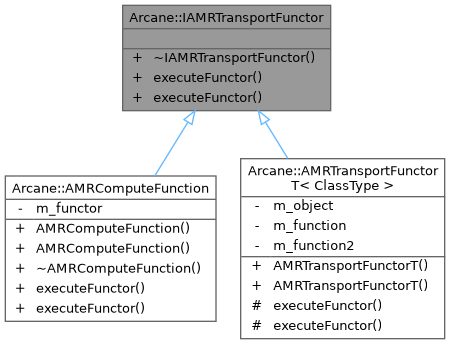 Arcane::IAMRTransportFunctor
+ ~IAMRTransportFunctor()
+ executeFunctor()
+ executeFunctor()
Arcane::AMRComputeFunction
- m_functor
+ AMRComputeFunction()
+ AMRComputeFunction()
+ ~AMRComputeFunction()
+ executeFunctor()
+ executeFunctor()
Arcane::AMRTransportFunctor
T< ClassType >
- m_object
- m_function
- m_function2
+ AMRTransportFunctorT()
+ AMRTransportFunctorT()
# executeFunctor()
# executeFunctor()